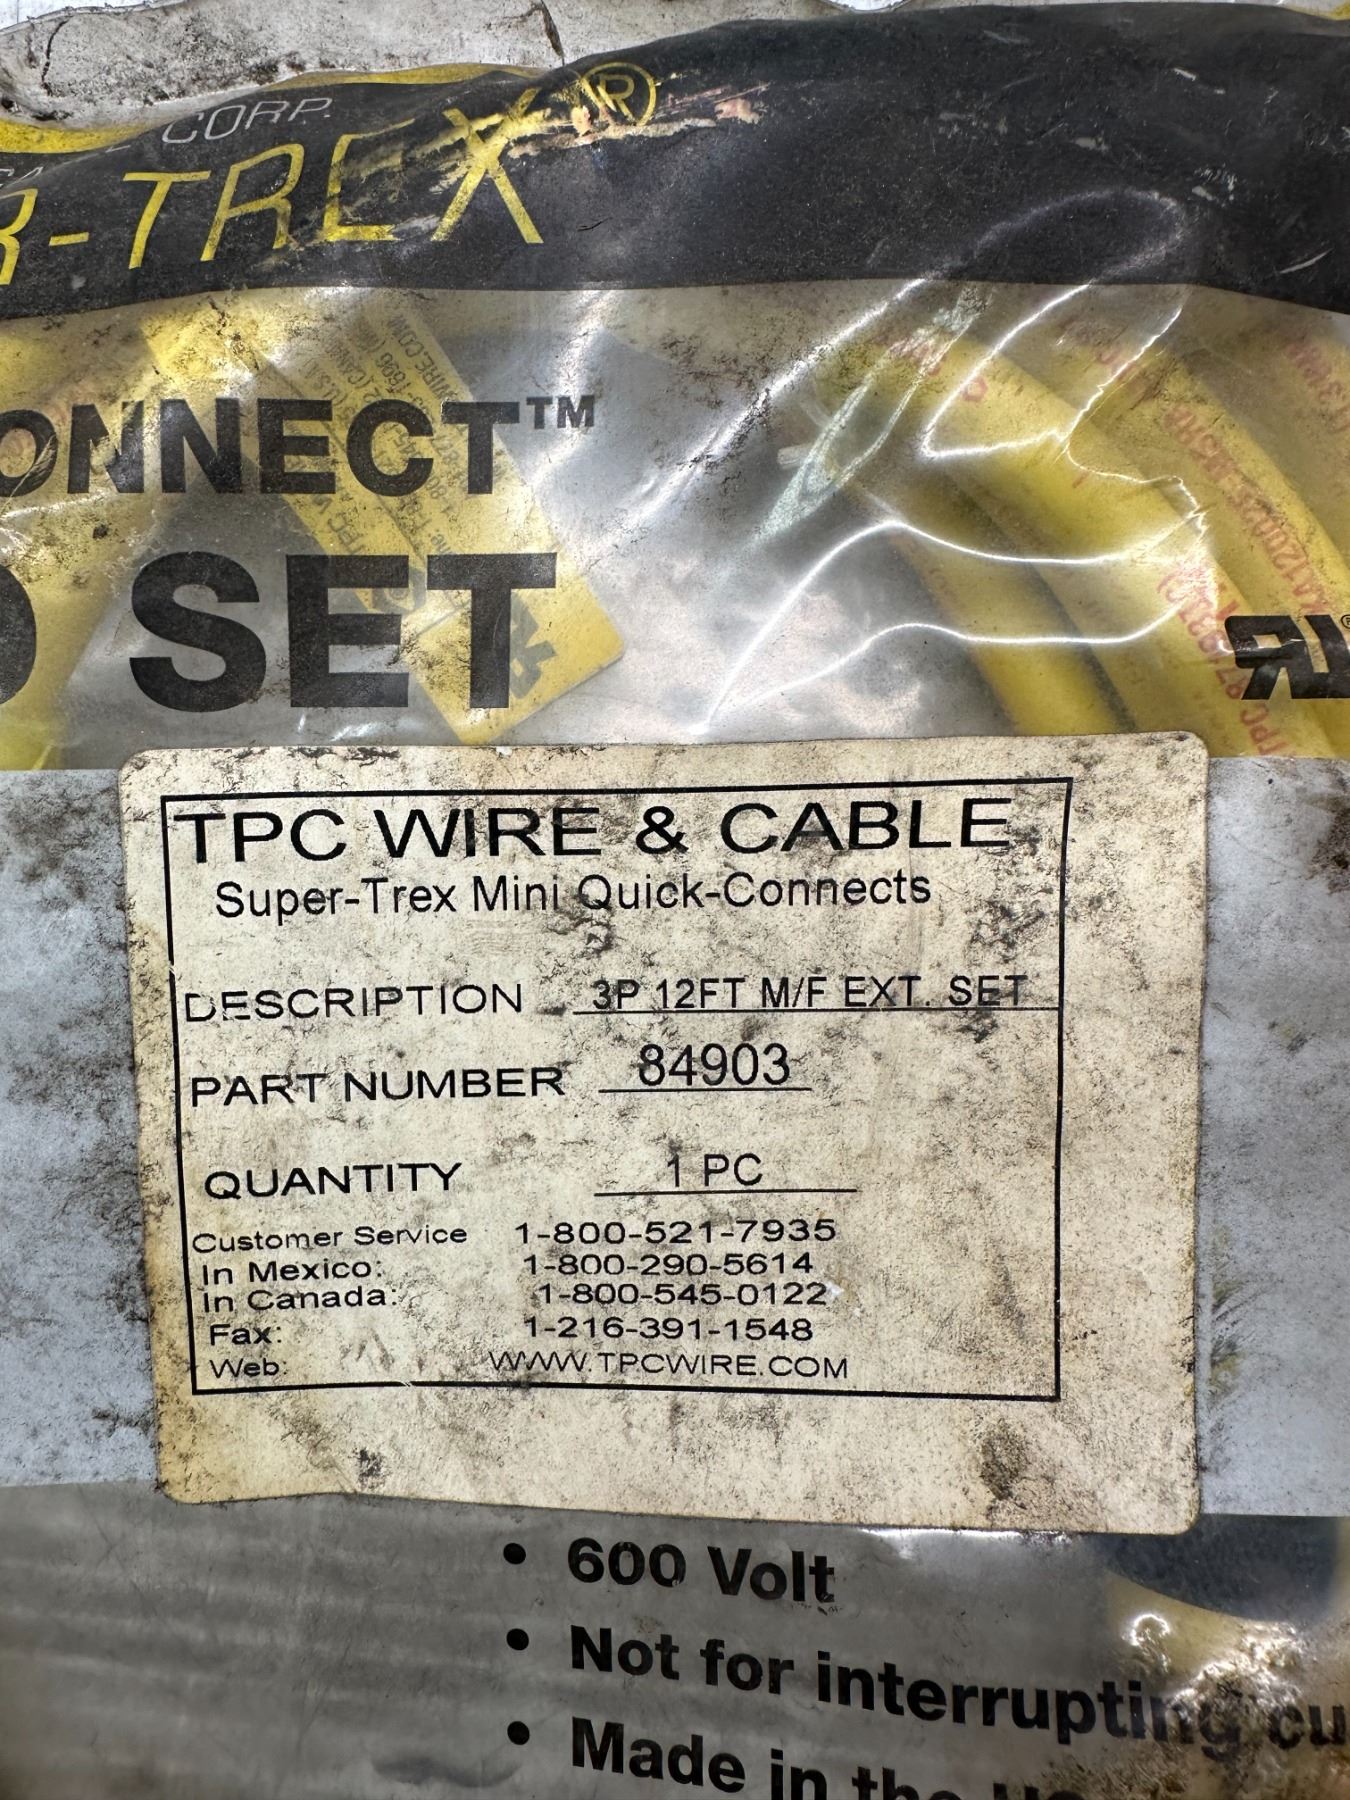 CORP.
R-TREX®
ONNECT™
SET
TPC WIRE & CABLE
Super-Trex Mini Quick-Connects
DESCRIPTION 3P 12FT M/F EXT. SET
PART NUMBER 84903
QUANTITY 1 PC
Customer Service 1-800-521-7935
In Mexico: 1-800-290-5614
In Canada: 1-800-545-0122
Fax: 1-216-391-1548
Web: WWW.TPCWIRE.COM
• 600 Volt
• Not for interrupting cu
• Made in the